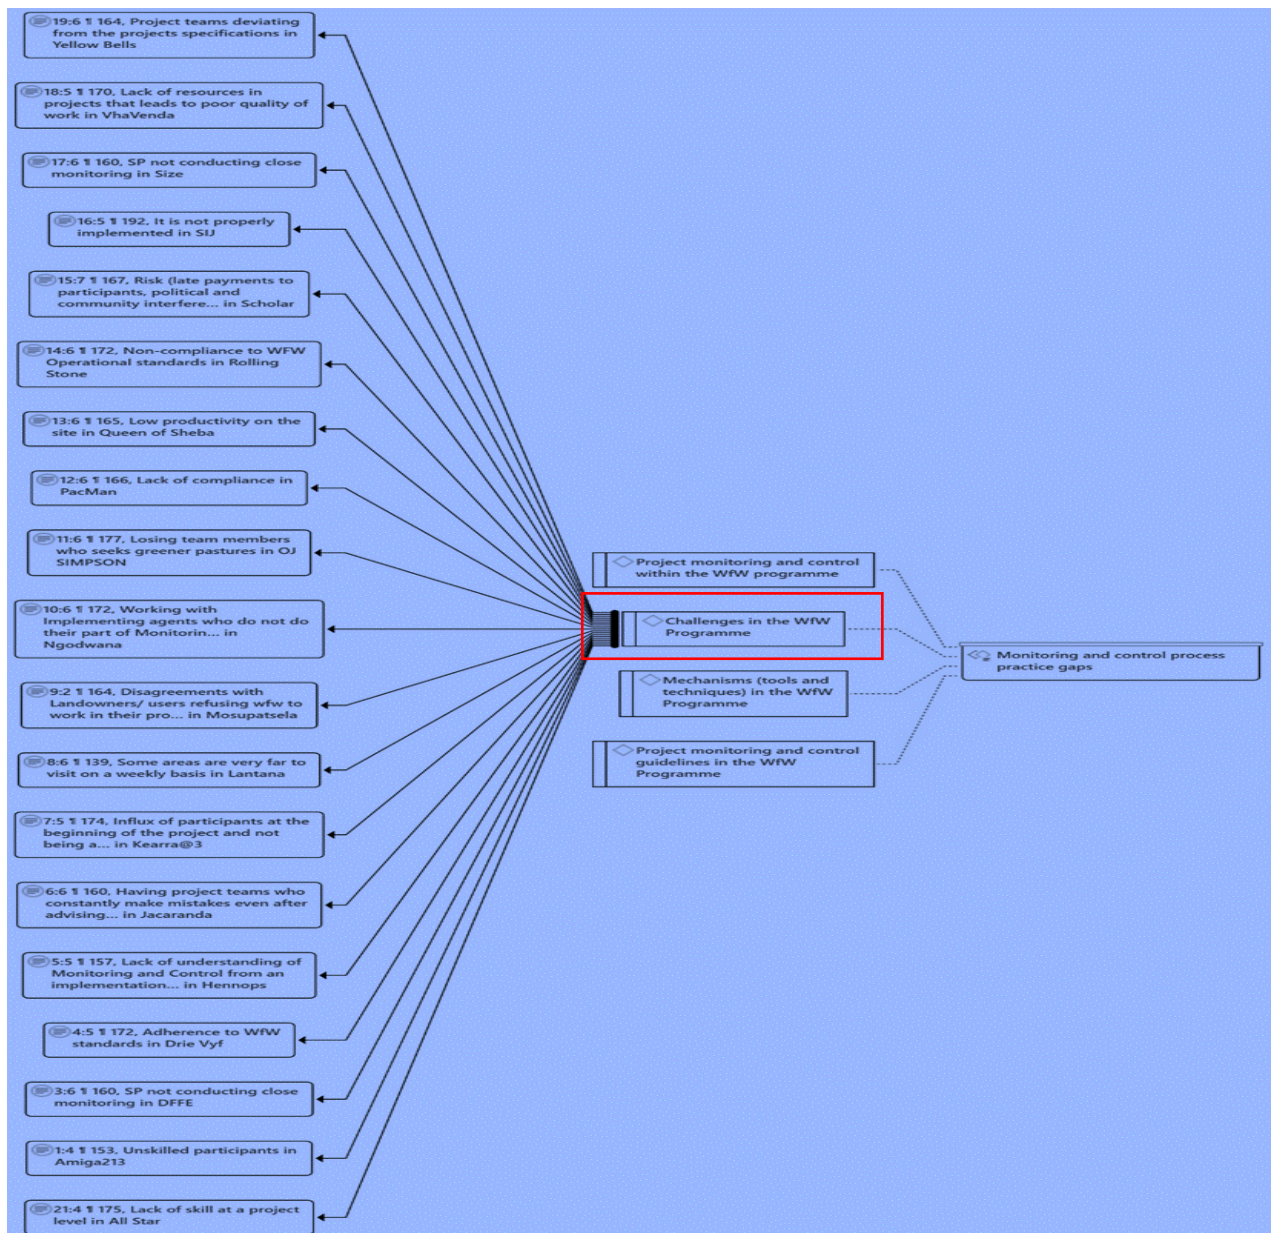 19:6 ¶ 164, Project teams deviating
from the projects specifications in
Yellow Bells
18:5 ¶ 170, Lack of resources in
projects that leads to poor quality of
work in VhaVenda
17:6 ¶ 160, SP not conducting close
monitoring in Size
16:5 ¶ 192, It is not properly
implemented in SIJ
15:7 ¶ 167, Risk (late payments to
participants, political and
community interfere... in Scholar
14:6 ¶ 172, Non-compliance to WFW
Operational standards in Rolling
Stone
13:6 ¶ 165, Low productivity on the
site in Queen of Sheba
12:6 ¶ 166, Lack of compliance in
PacMan
11:6 ¶ 177, Losing team members
who seeks greener pastures in OJ
SIMPSON
10:6 ¶ 172, Working with
Implementing agents who do not do
their part of Monitorin... in
Ngodwana
9:2 ¶ 164, Disagreements with
Landowners/ users refusing wfw to
work in their pro... in Mosupatsela
8:6 ¶ 139, Some areas are very far to
visit on a weekly basis in Lantana
7:5 ¶ 174, Influx of participants at the
beginning of the project and not
being a... in Kearra@3
6:6 ¶ 160, Having project teams who
constantly make mistakes even after
advising... in Jacaranda
5:5 ¶ 157, Lack of understanding of
Monitoring and Control from an
implementation... in Hennops
4:5 ¶ 172, Adherence to WfW
standards in Drie Vyf
3:6 ¶ 160, SP not conducting close
monitoring in DFFE
1:4 ¶ 153, Unskilled participants in
Amiga213
21:4 ¶ 175, Lack of skill at a project
level in All Star
Project monitoring and control
within the WfW programme
Challenges in the WfW
Programme
Mechanisms (tools and
techniques) in the WfW
Programme
Project monitoring and control
guidelines in the WfW
Programme
Monitoring and control process
practice gaps